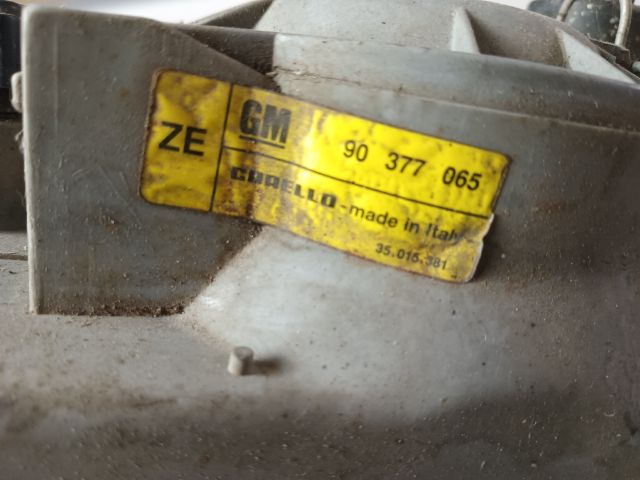 ZE
GM 90 377 065
CARELLO - made in Italy
35.015.381